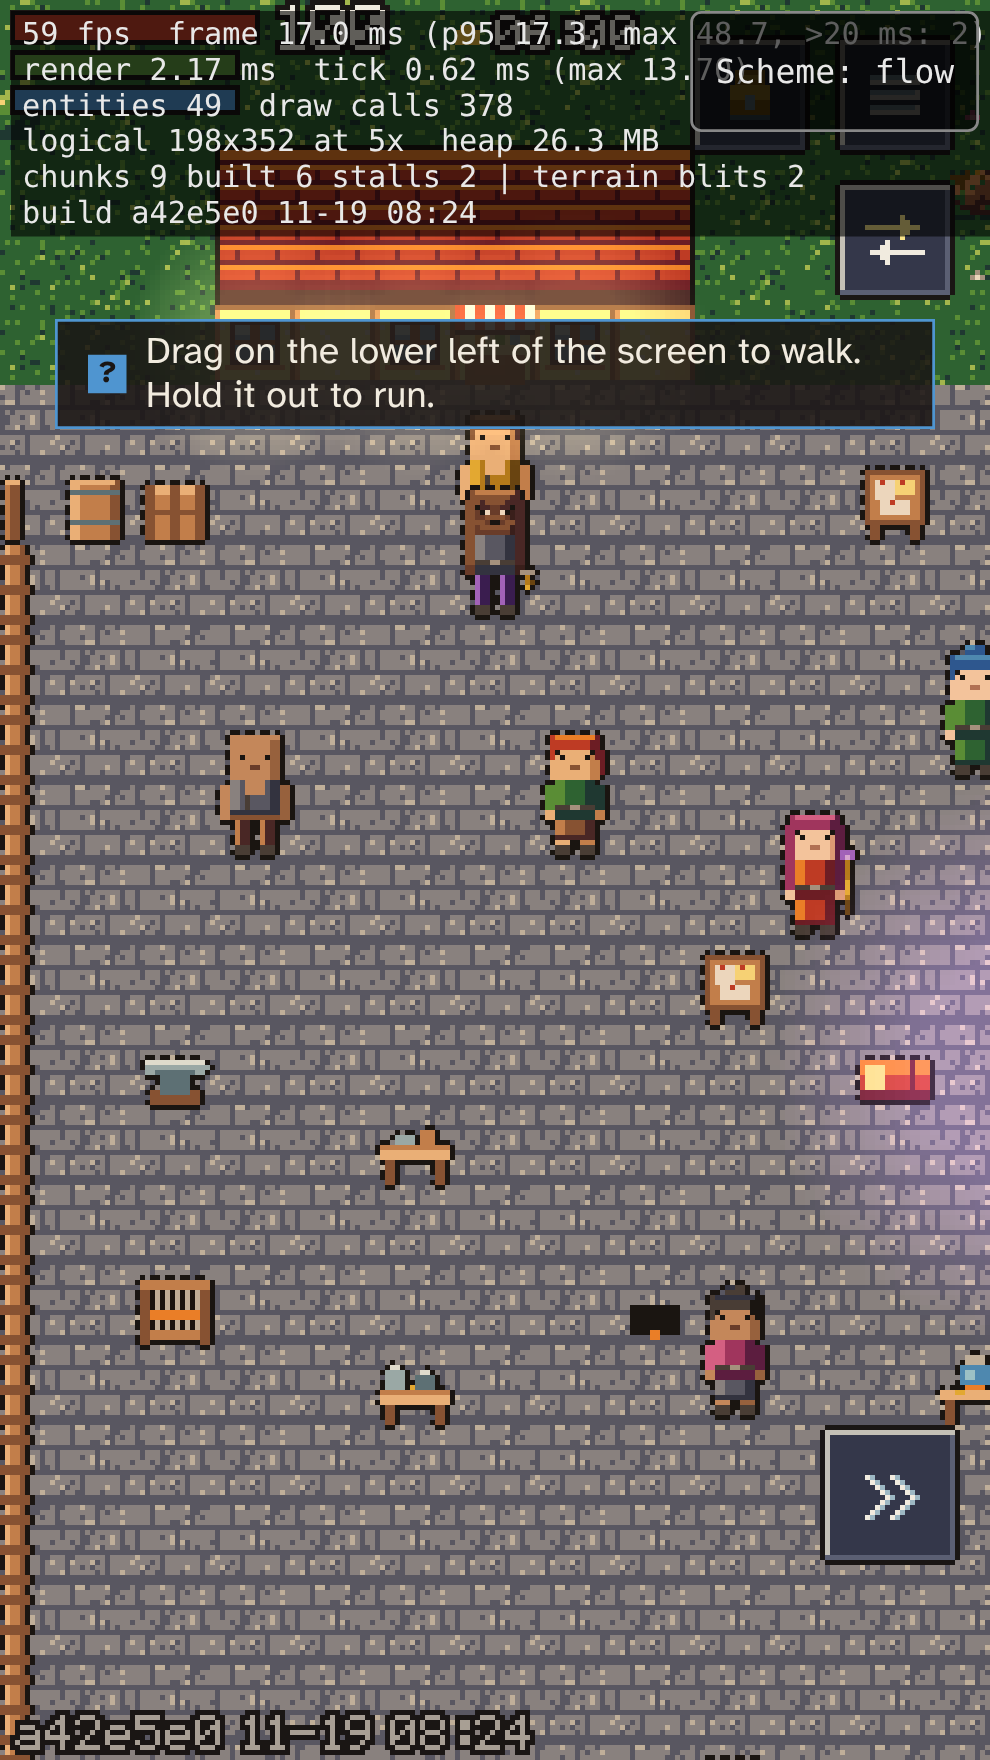 59 fps  frame 17.0 ms (p95 17.3, max 48.7, >20 ms: 2)
render 2.17 ms  tick 0.62 ms (max 13.70)
Scheme: flow
entities 49  draw calls 378
logical 198x352 at 5x  heap 26.3 MB
chunks 9 built 6 stalls 2 | terrain blits 2
build a42e5e0 11-19 08:24
? Drag on the lower left of the screen to walk.
Hold it out to run.
a42e5e0 11-19 08:24